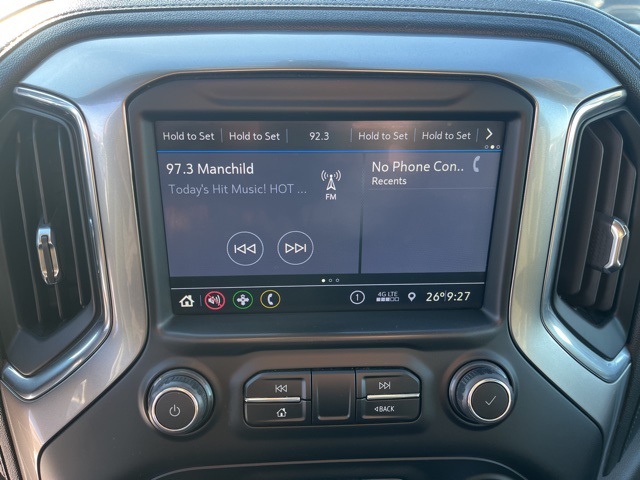 Hold to Set Hold to Set 92.3 Hold to Set Hold to Set
97.3 Manchild
Today's Hit Music! HOT ...
FM
No Phone Con..
Recents
1 4G LTE 26° 9:27
BACK